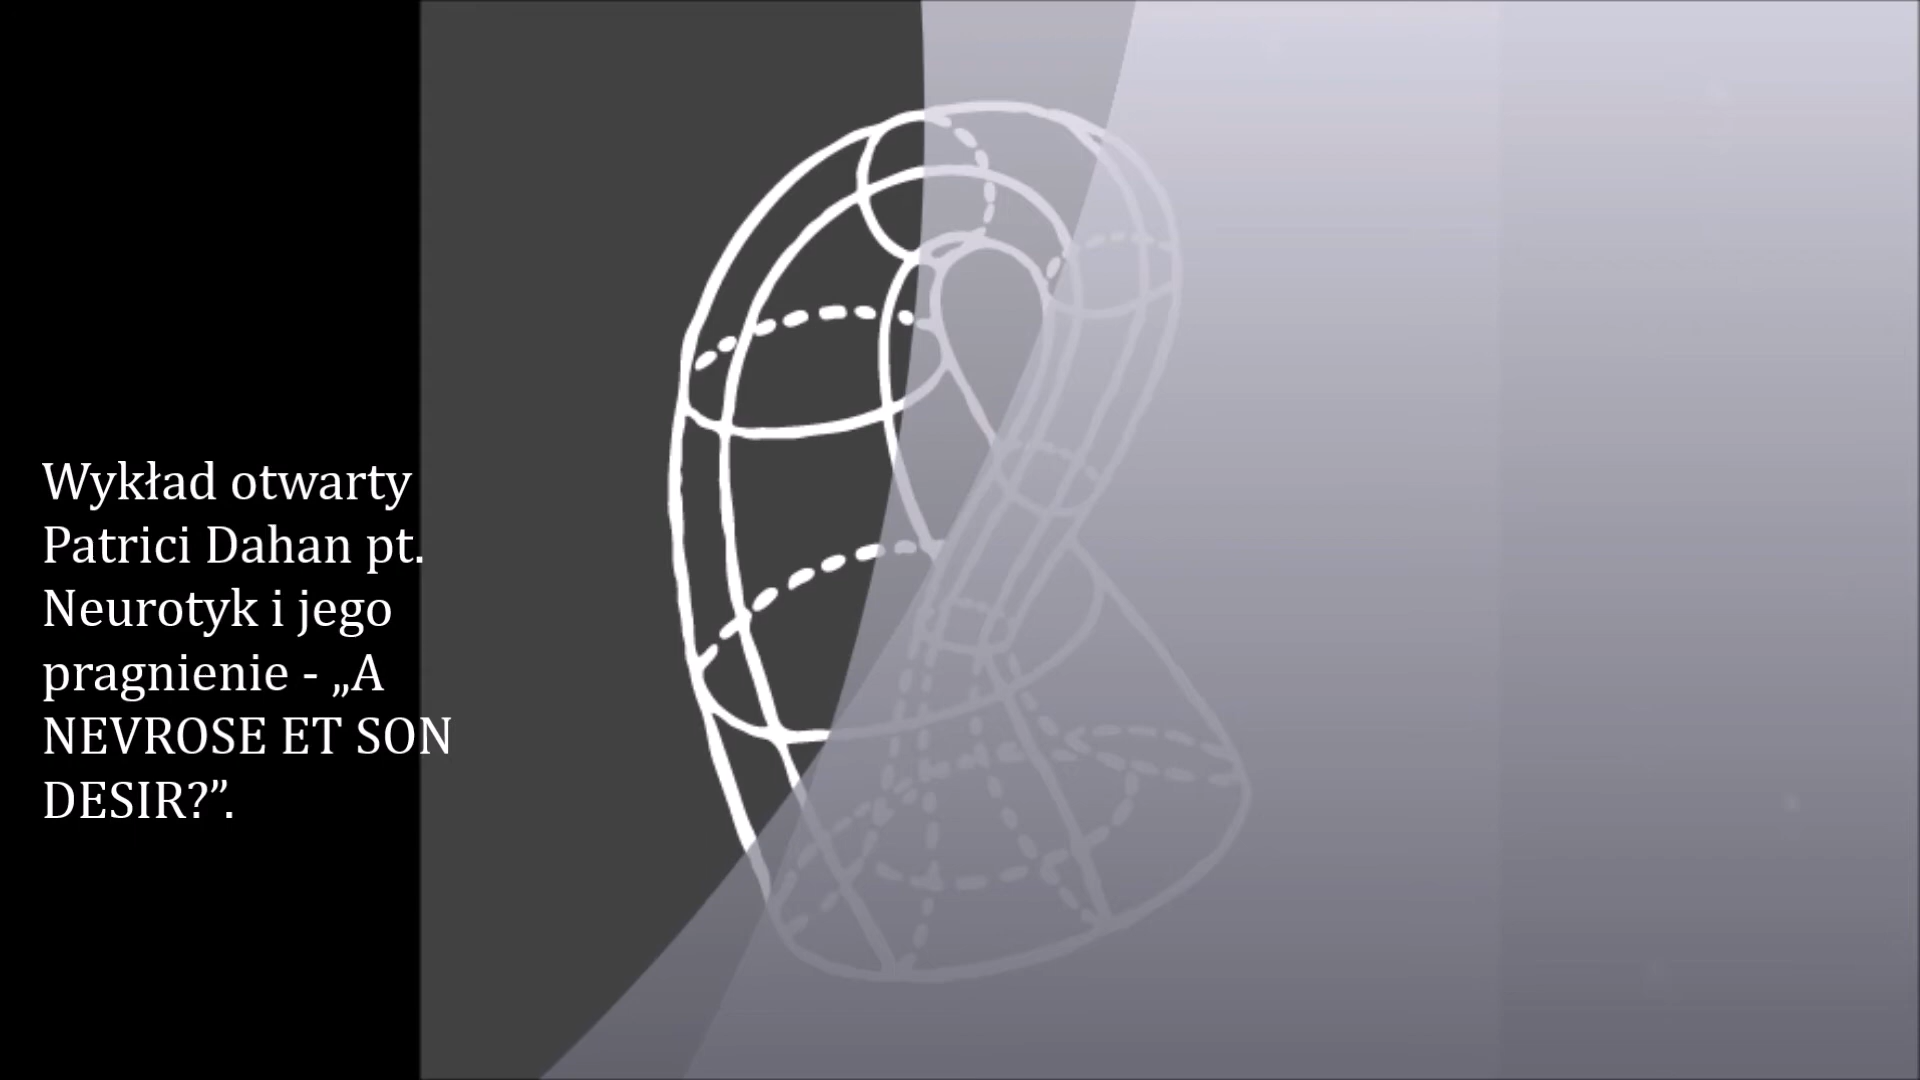 Wykład otwarty
Patrici Dahan pt.
Neurotyk i jego
pragnienie - „A
NEVROSE ET SON
DESIR?”.